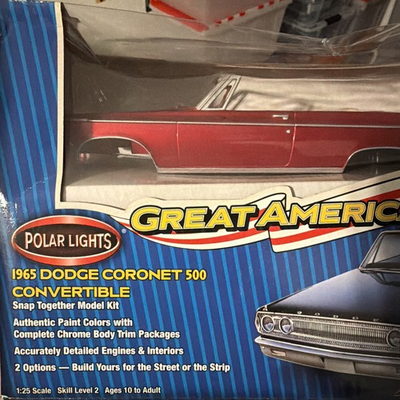 GREAT AMERICA
POLAR LIGHTS
1965 DODGE CORONET 500
CONVERTIBLE
Snap Together Model Kit
Authentic Paint Colors with
Complete Chrome Body Trim Packages
Accurately Detailed Engines & Interiors
2 Options — Build Yours for the Street or the Strip
1:25 Scale Skill Level 2 Ages 10 to Adult
DODGE